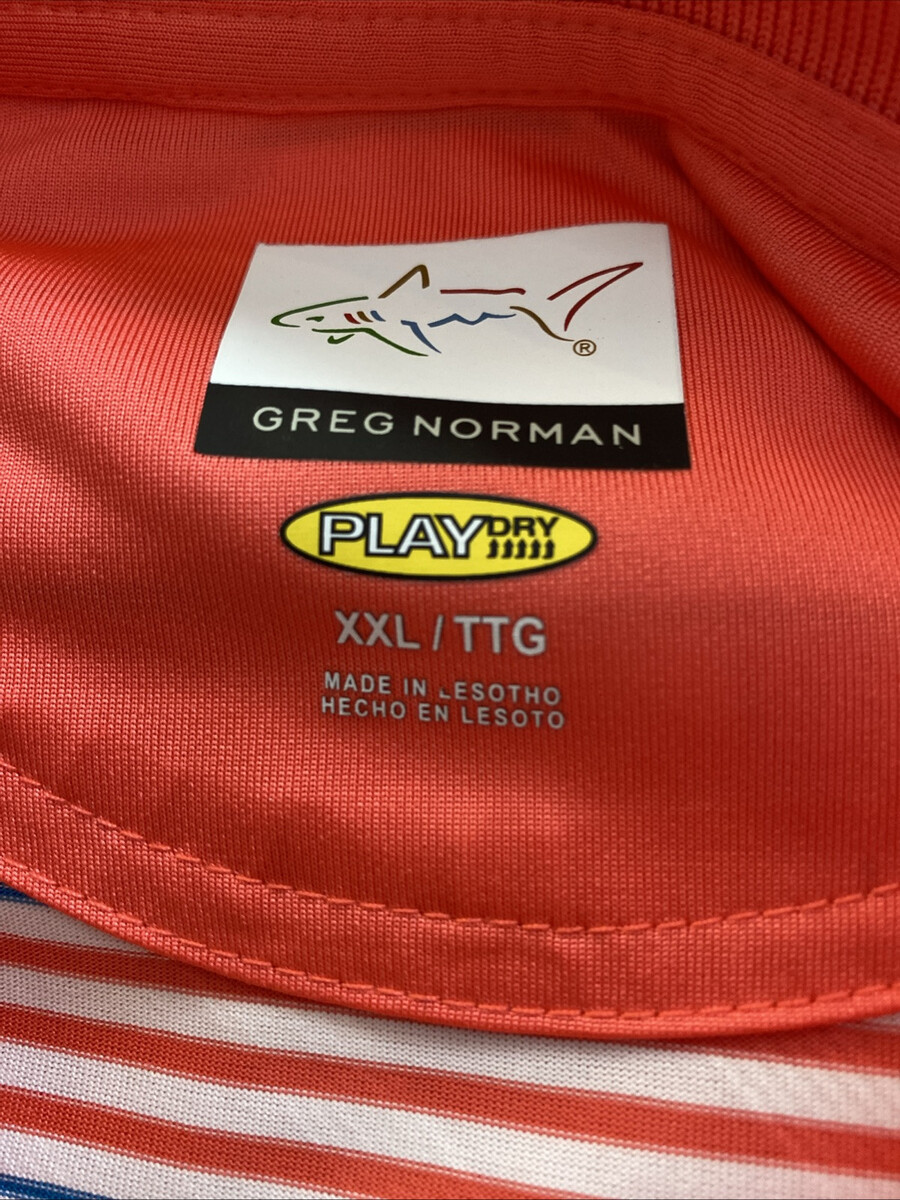 ®
GREG NORMAN
PLAYDRY
XXL / TTG
MADE IN LESOTHO
HECHO EN LESOTO